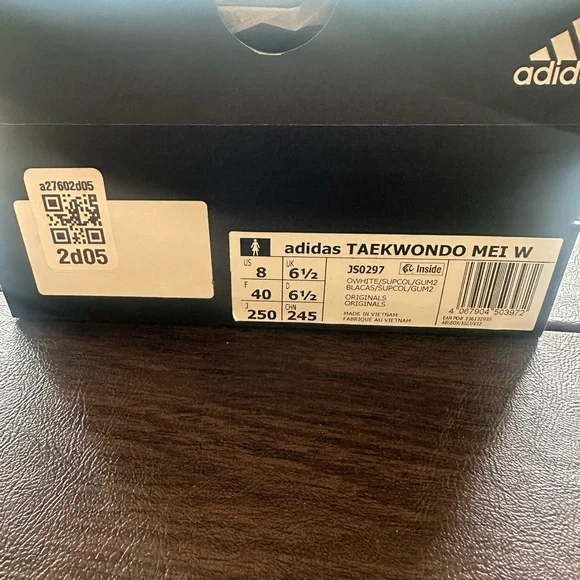 adidas
a27602d05
2d05
adidas TAEKWONDO MEI W
US 8 UK 6½
F 40 D 6½
J 250 CHN 245
JS0297 Inside
OWHITE/SUPCOL/GUM2
BLACAS/SUPCOL/GUM2
ORIGINALS
ORIGINALS
MADE IN VIETNAM
FABRIQUÉ AU VIETNAM
4 067904 503972